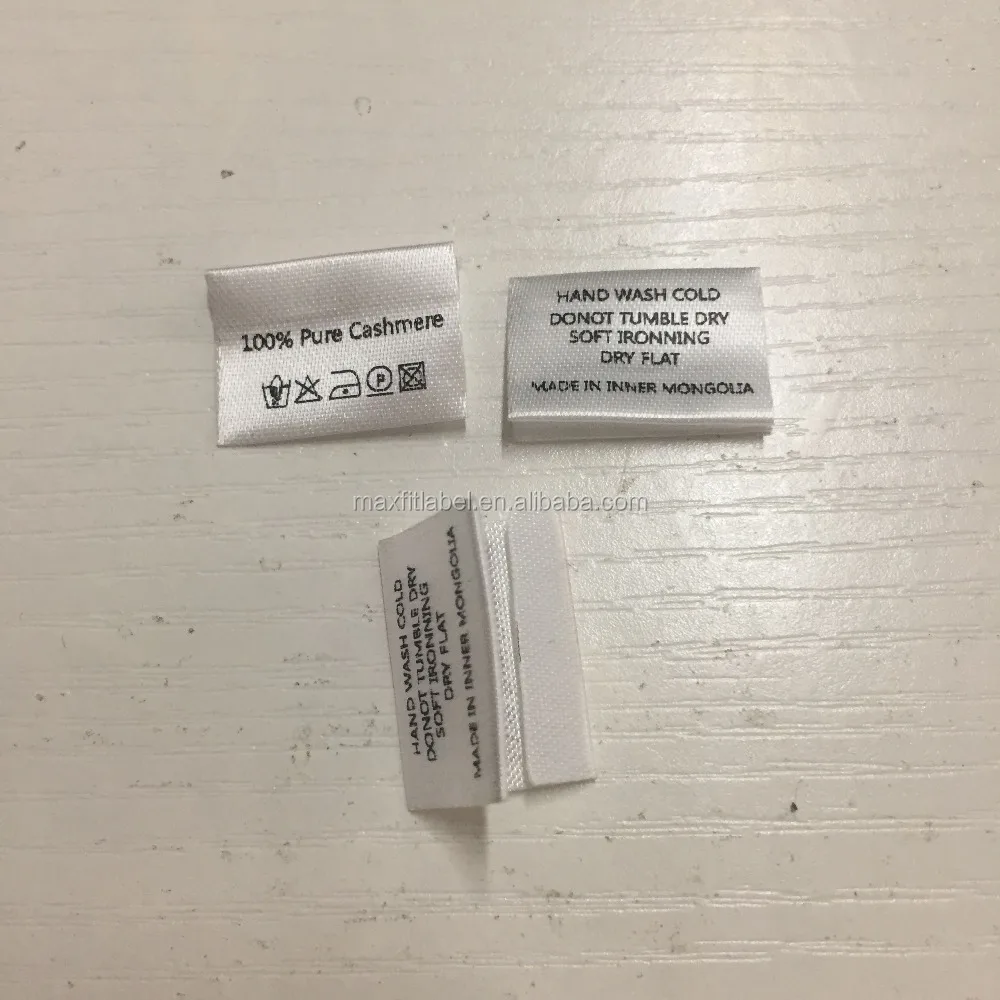 100% Pure Cashmere
P
HAND WASH COLD
DONOT TUMBLE DRY
SOFT IRONNING
DRY FLAT
MADE IN INNER MONGOLIA
maxfitlabel.en.alibaba.com
HAND WASH COLD
DONOT TUMBLE DRY
SOFT IRONNING
DRY FLAT
MADE IN INNER MONGOLIA